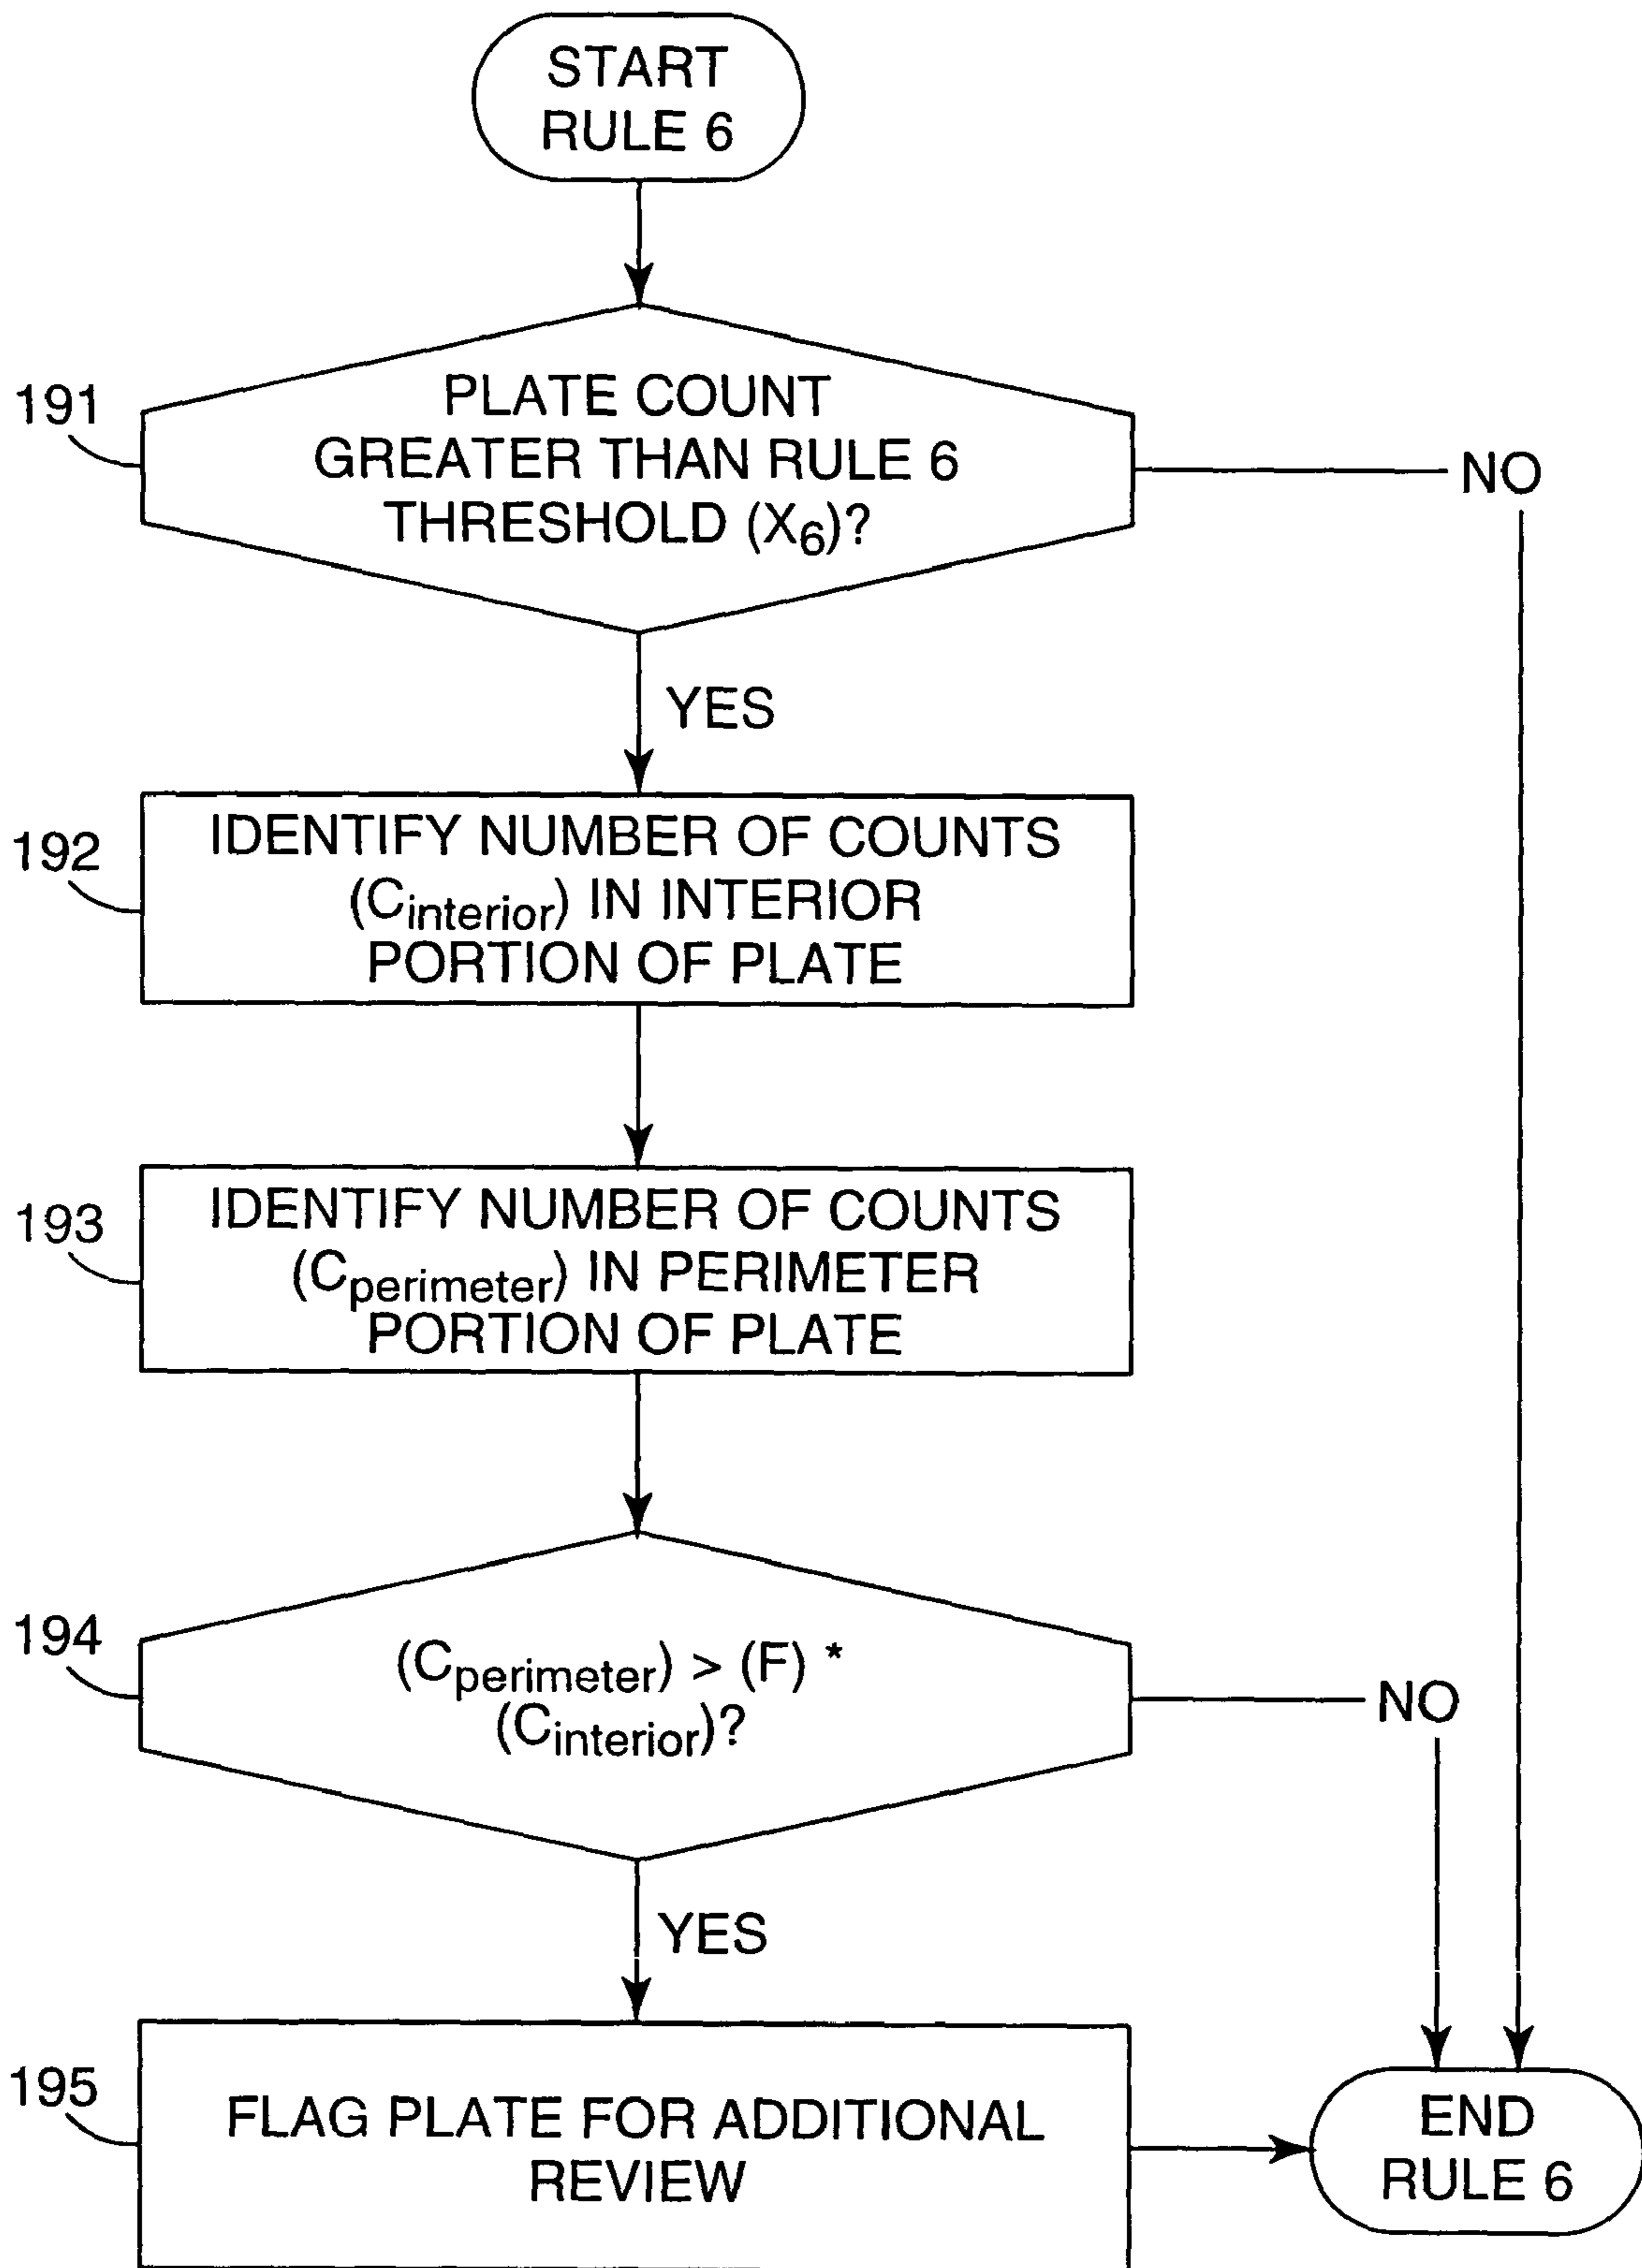 START
RULE 6
191
PLATE COUNT
GREATER THAN RULE 6
THRESHOLD (X6)?
NO
YES
192
IDENTIFY NUMBER OF COUNTS
(Cinterior) IN INTERIOR
PORTION OF PLATE
193
IDENTIFY NUMBER OF COUNTS
(Cperimeter) IN PERIMETER
PORTION OF PLATE
194
(Cperimeter) > (F) *
(Cinterior)?
NO
YES
195
FLAG PLATE FOR ADDITIONAL
REVIEW
END
RULE 6